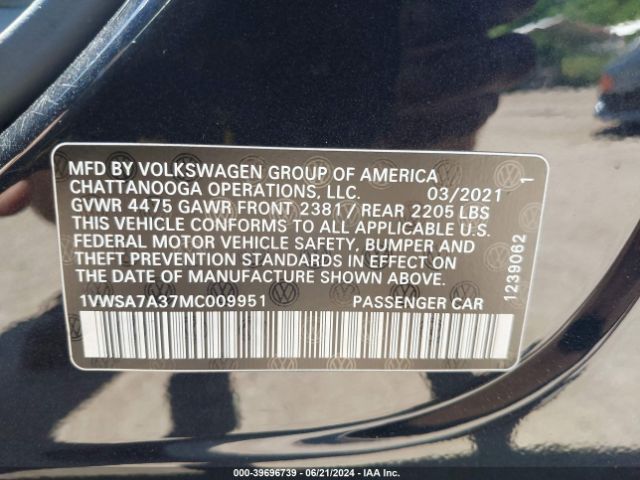 MFD BY VOLKSWAGEN GROUP OF AMERICA
CHATTANOOGA OPERATIONS, LLC. 03/2021 1
GVWR 4475 GAWR FRONT 2381/ REAR 2205 LBS
THIS VEHICLE CONFORMS TO ALL APPLICABLE U.S.
FEDERAL MOTOR VEHICLE SAFETY, BUMPER AND
THEFT PREVENTION STANDARDS IN EFFECT ON
THE DATE OF MANUFACTURE SHOWN ABOVE.
1VWSA7A37MC009951 PASSENGER CAR
1239062
000-39696739 - 06/21/2024 - IAA Inc.